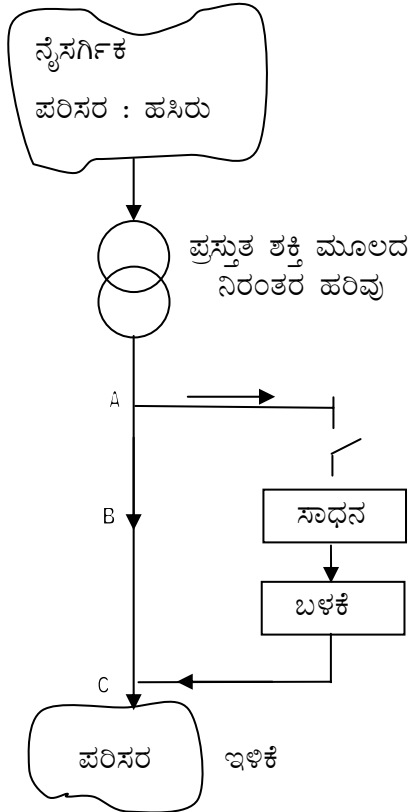 ನೈಸರ್ಗಿಕ
ಪರಿಸರ : ಹಸಿರು
ಪ್ರಸ್ತುತ ಶಕ್ತಿ ಮೂಲದ
ನಿರಂತರ ಹರಿವು
A
B
ಸಾಧನ
ಬಳಕೆ
C
ಪರಿಸರ ಇಳಿಕೆ